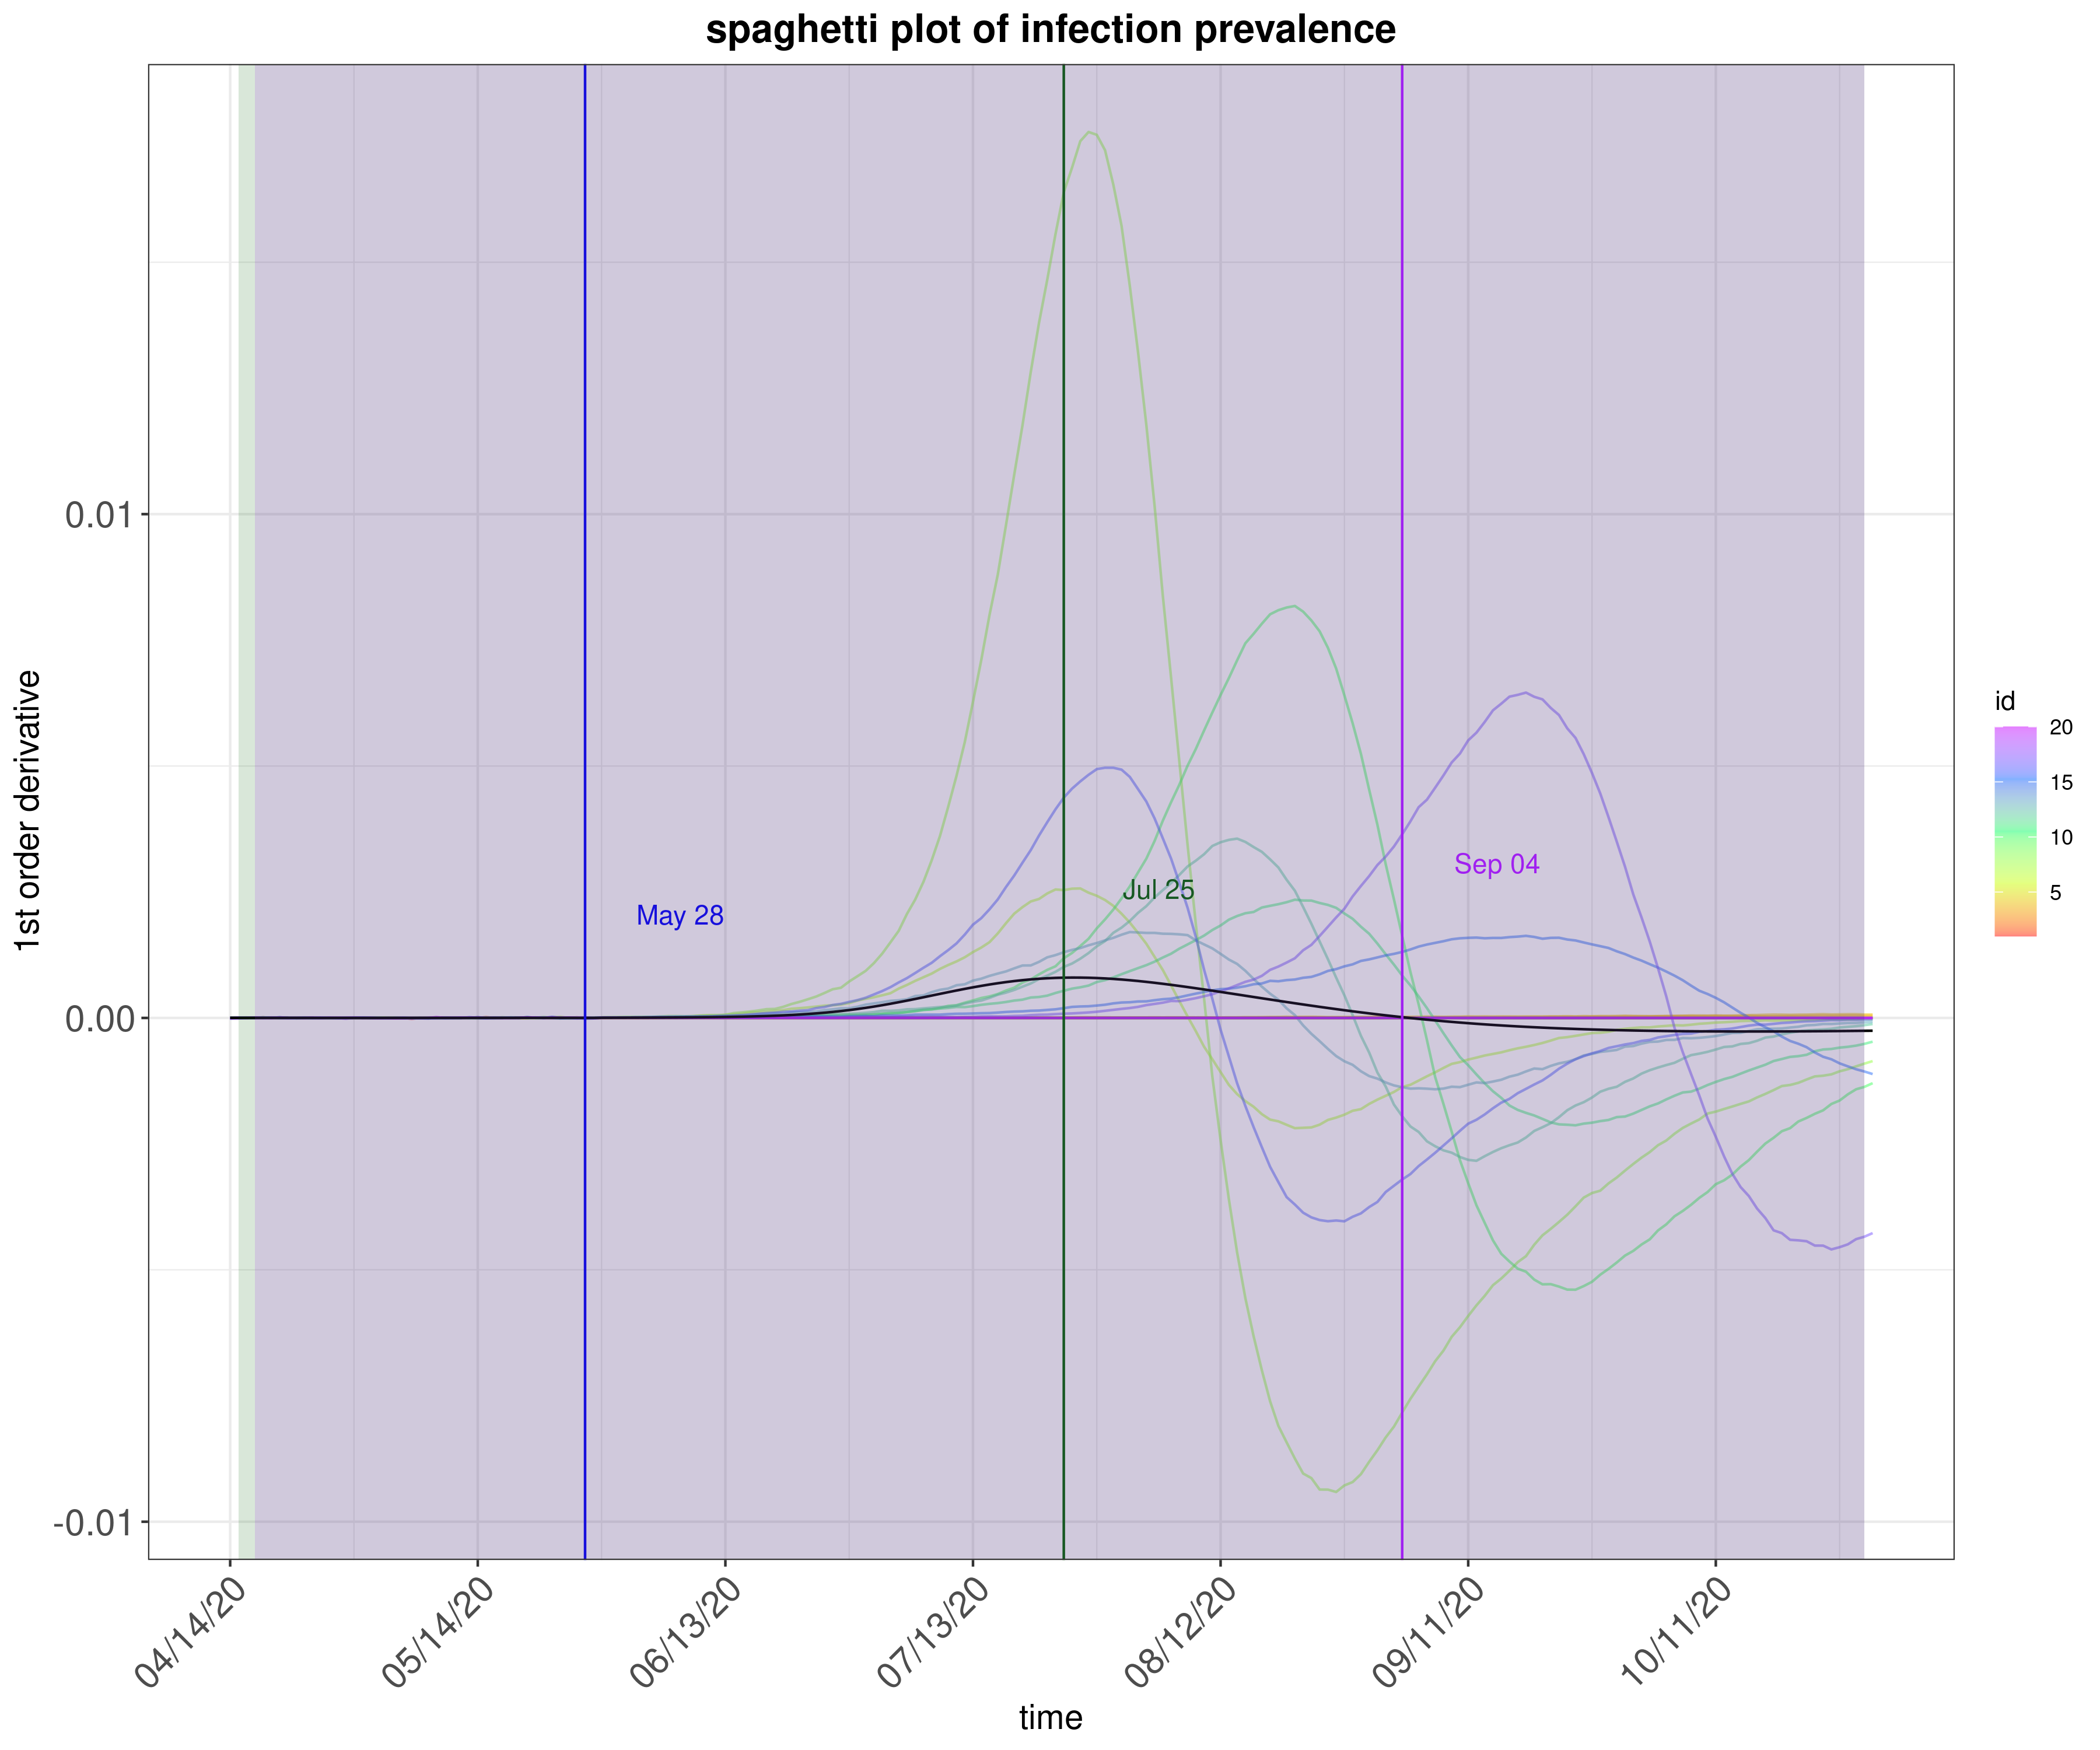 spaghetti plot of infection prevalence
1st order derivative
0.01
0.00
-0.01
May 28
Jul 25
Sep 04
id
20
15
10
5
04/14/20
05/14/20
06/13/20
07/13/20
08/12/20
09/11/20
10/11/20
time